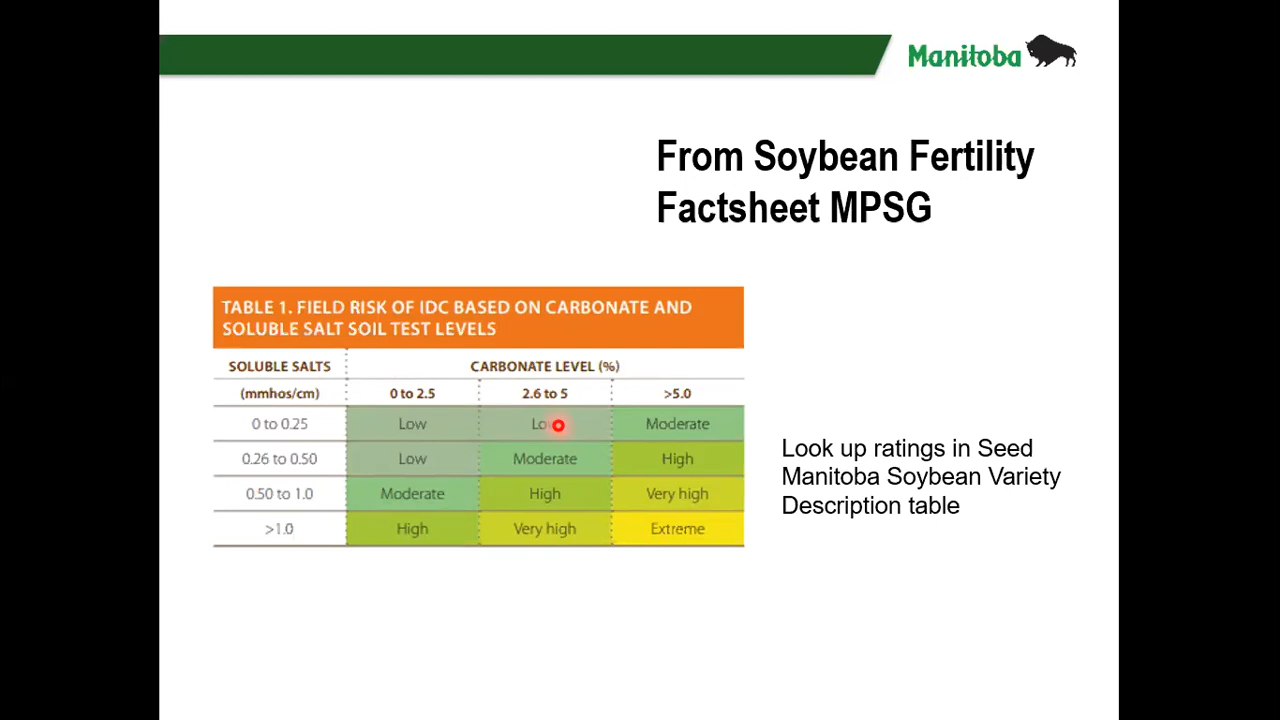 Manitoba
From Soybean Fertility
Factsheet MPSG
TABLE 1. FIELD RISK OF IDC BASED ON CARBONATE AND
SOLUBLE SALT SOIL TEST LEVELS
SOLUBLE SALTS CARBONATE LEVEL (%)
(mmhos/cm) 0 to 2.5 2.6 to 5 >5.0
0 to 0.25 Low Low Moderate
0.26 to 0.50 Low Moderate High
0.50 to 1.0 Moderate High Very high
>1.0 High Very high Extreme
Look up ratings in Seed
Manitoba Soybean Variety
Description table